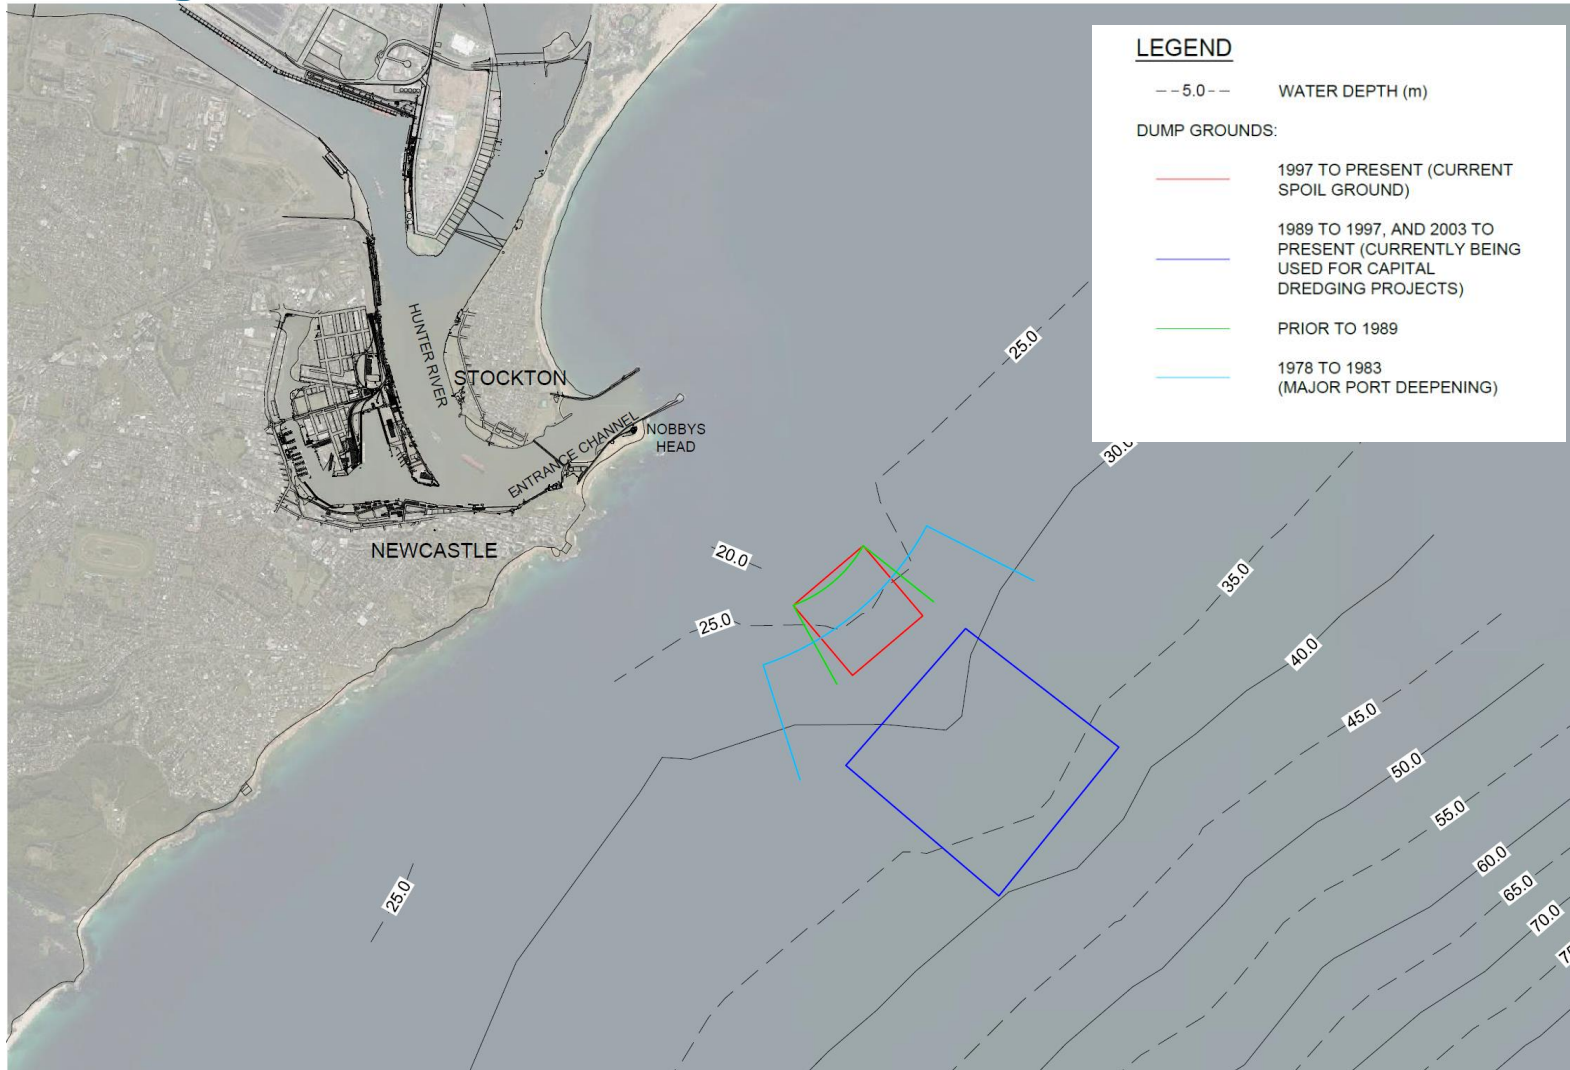 LEGEND
--5.0-- WATER DEPTH (m)
DUMP GROUNDS:
1997 TO PRESENT (CURRENT
SPOIL GROUND)
1989 TO 1997, AND 2003 TO
PRESENT (CURRENTLY BEING
USED FOR CAPITAL
DREDGING PROJECTS)
PRIOR TO 1989
1978 TO 1983
(MAJOR PORT DEEPENING)
HUNTER RIVER
STOCKTON
ENTRANCE CHANNEL
NOBBYS
HEAD
NEWCASTLE
25.0
30.0
20.0
25.0
35.0
40.0
45.0
50.0
55.0
60.0
65.0
70.0
25.0